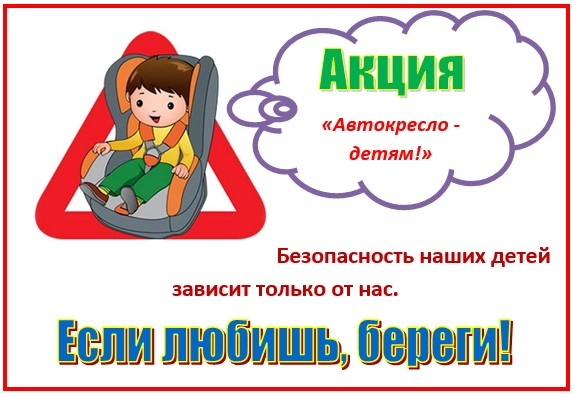 Акция
«Автокресло -
детям!»
Безопасность наших детей
зависит только от нас.
Если любишь, береги!